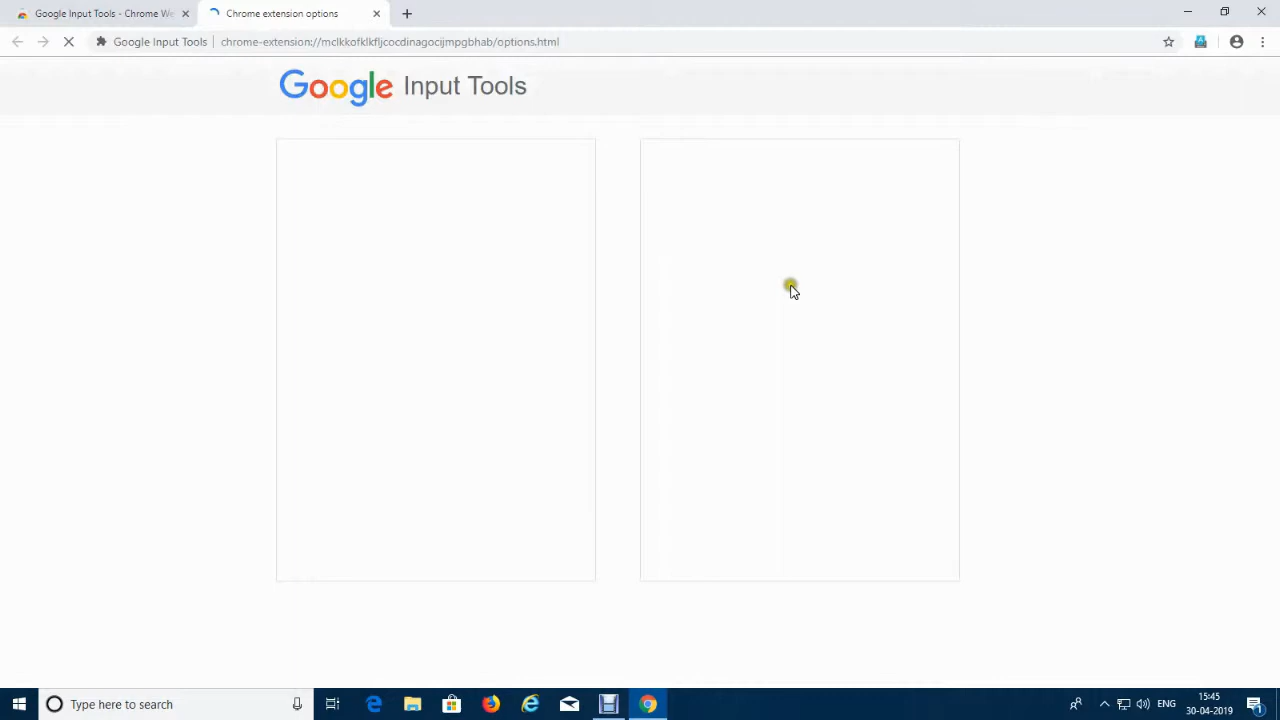 Google Input Tools - Chrome We
Chrome extension options
Google Input Tools
chrome-extension://mclkkofklkfljcocdinagocijmpgbhab/options.html
Google Input Tools
Type here to search
ENG
15:45
30-04-2019
1